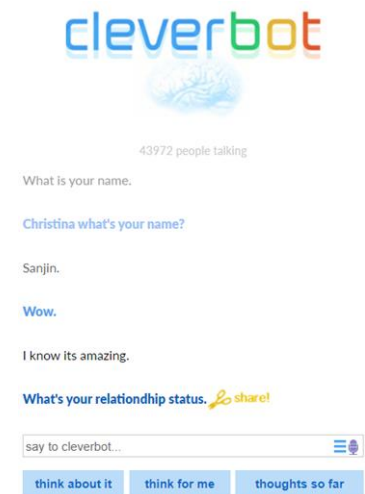 cleverbot
43972 people talking
What is your name.
Christina what's your name?
Sanjin.
Wow.
I know its amazing.
What's your relationdhip status. share!
say to cleverbot...
think about it think for me thoughts so far